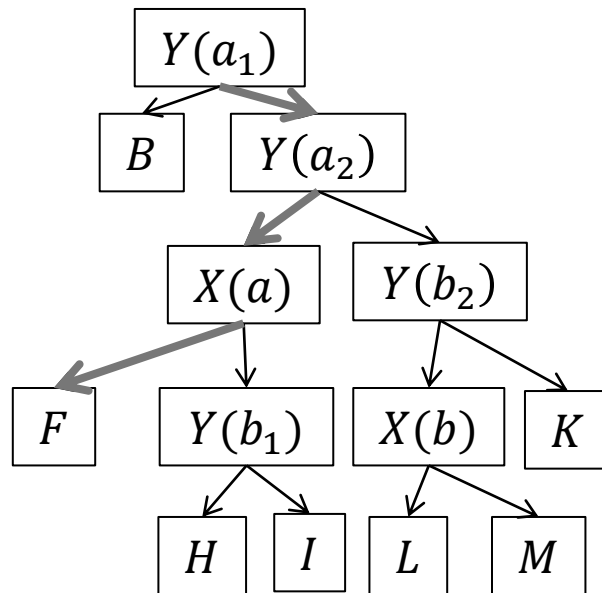 Y(a₁)
B
Y(a₂)
X(a)
Y(b₂)
F
Y(b₁)
X(b)
K
H
I
L
M